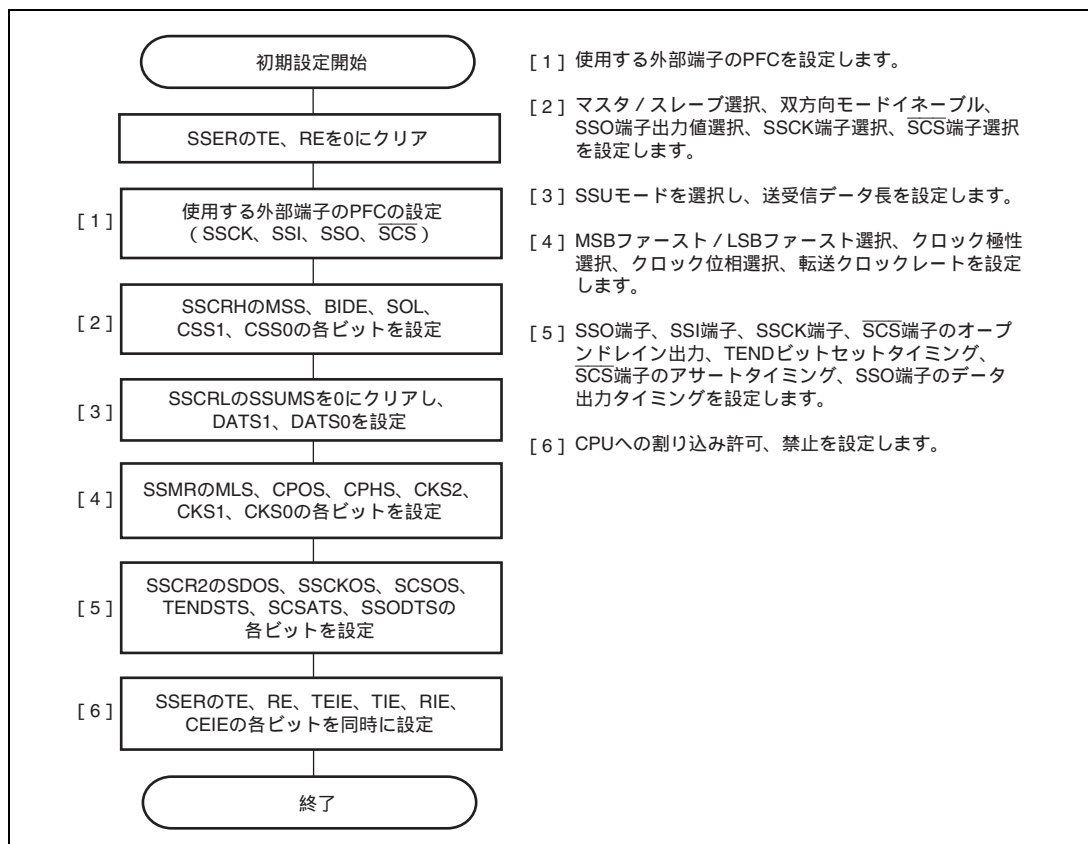 初期設定開始
SSERのTE、REを0にクリア
[1]
使用する外部端子のPFCの設定
(SSCK、SSI、SSO、S̅C̅S̅)
[2]
SSCRHのMSS、BIDE、SOL、
CSS1、CSS0の各ビットを設定
[3]
SSCRLのSSUMSを0にクリアし、
DATS1、DATS0を設定
[4]
SSMRのMLS、CPOS、CPHS、CKS2、
CKS1、CKS0の各ビットを設定
[5]
SSCR2のSDOS、SSCKOS、SCSOS、
TENDSTS、SCSATS、SSODTSの
各ビットを設定
[6]
SSERのTE、RE、TEIE、TIE、RIE、
CEIEの各ビットを同時に設定
終了
[1] 使用する外部端子のPFCを設定します。
[2] マスタ/スレーブ選択、双方向モードイネーブル、
SSO端子出力値選択、SSCK端子選択、S̅C̅S̅端子選択
を設定します。
[3] SSUモードを選択し、送受信データ長を設定します。
[4] MSBファースト/LSBファースト選択、クロック極性
選択、クロック位相選択、転送クロックレートを設定
します。
[5] SSO端子、SSI端子、SSCK端子、S̅C̅S̅端子のオープ
ンドレイン出力、TENDビットセットタイミング、
S̅C̅S̅端子のアサートタイミング、SSO端子のデータ
出力タイミングを設定します。
[6] CPUへの割り込み許可、禁止を設定します。